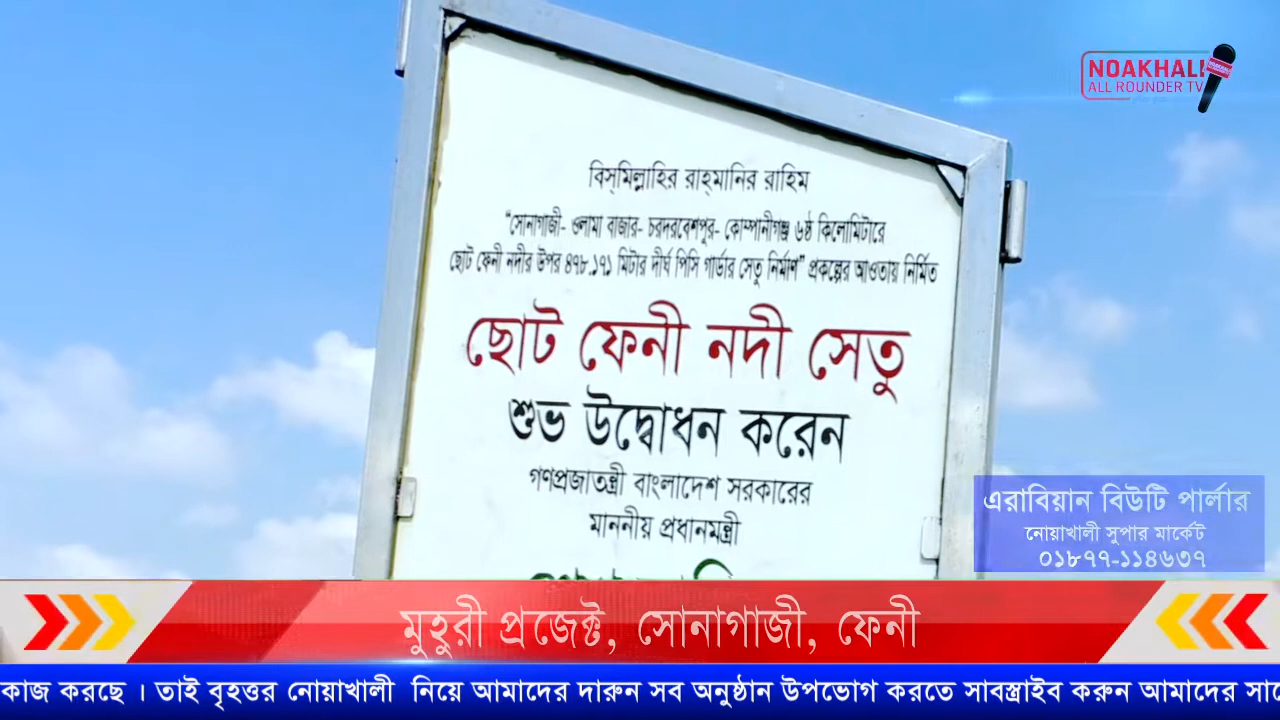 NOAKHALI
ALL ROUNDER TV
বিস্‌মিল্লাহির রাহ্‌মানির রাহিম
"সোনাগাজী- ওলামা বাজার- চরদরবেশপুর- কোম্পানীগঞ্জ ৬ষ্ঠ কিলোমিটারে
ছোট ফেনী নদীর উপর ৪৭৮.১৭১ মিটার দীর্ঘ পিসি গার্ডার সেতু নির্মাণ" প্রকল্পের আওতায় নির্মিত
ছোট ফেনী নদী সেতু
শুভ উদ্বোধন করেন
গণপ্রজাতন্ত্রী বাংলাদেশ সরকারের
মাননীয় প্রধানমন্ত্রী
এরাবিয়ান বিউটি পার্লার
নোয়াখালী সুপার মার্কেট
০১৮৭৭-১১৪৬৩৭
মুহুরী প্রজেক্ট, সোনাগাজী, ফেনী
কাজ করছে । তাই বৃহত্তর নোয়াখালী নিয়ে আমাদের দারুন সব অনুষ্ঠান উপভোগ করতে সাবস্ক্রাইব করুন আমাদের